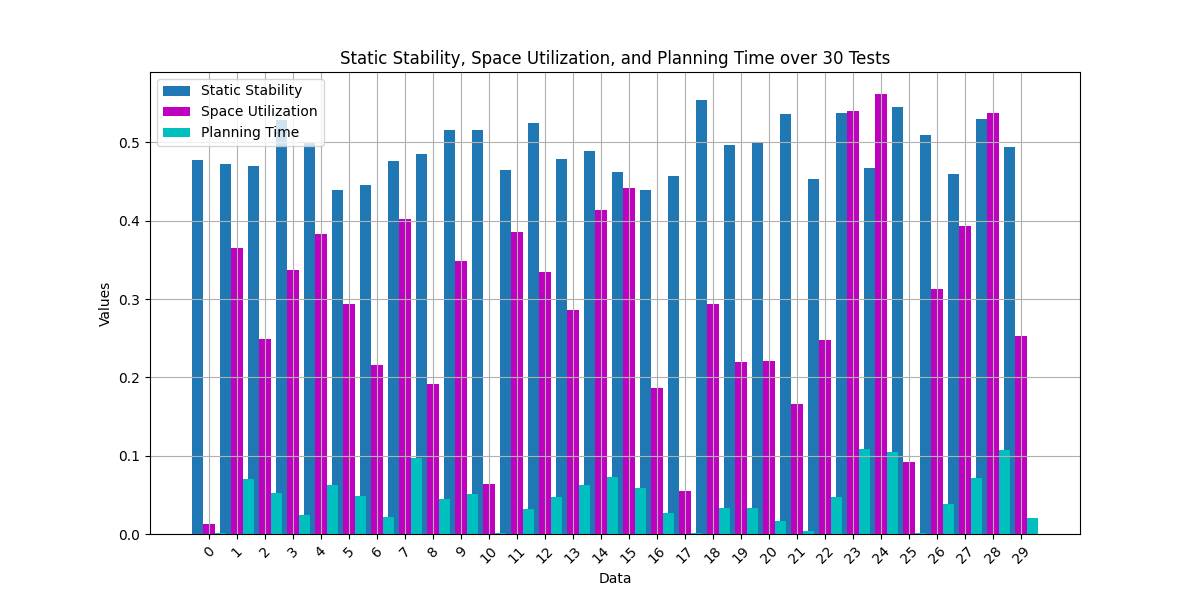 Static Stability, Space Utilization, and Planning Time over 30 Tests
Static Stability
Space Utilization
Planning Time
Values
0.5
0.4
0.3
0.2
0.1
0.0
0 1 2 3 4 5 6 7 8 9 10 11 12 13 14 15 16 17 18 19 20 21 22 23 24 25 26 27 28 29
Data